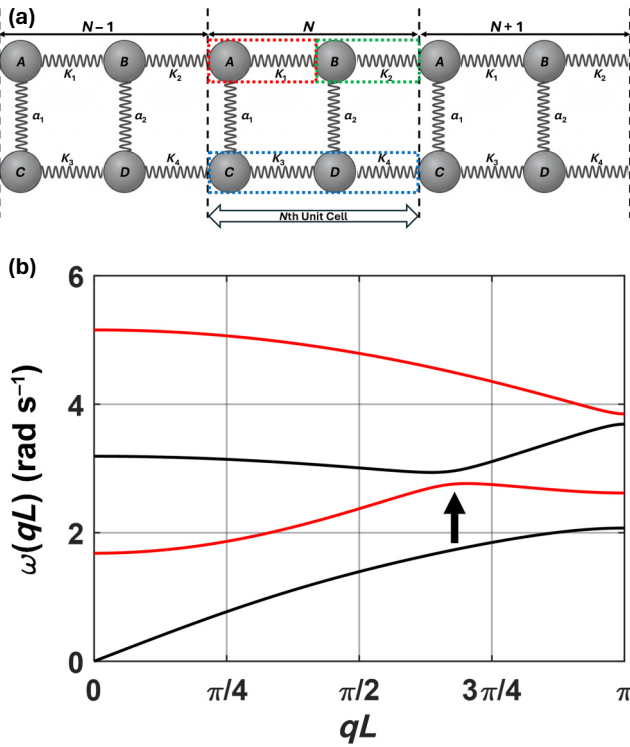 (a)
N – 1
N
N + 1
A
B
A
B
A
B
K1
K2
K1
K2
K1
K2
α1
α2
α1
α2
α1
α2
C
D
C
D
C
D
K3
K4
K3
K4
K3
K4
Nth Unit Cell
(b)
ω(qL) (rad s⁻¹)
6
4
2
0
0
π/4
π/2
3π/4
π
qL